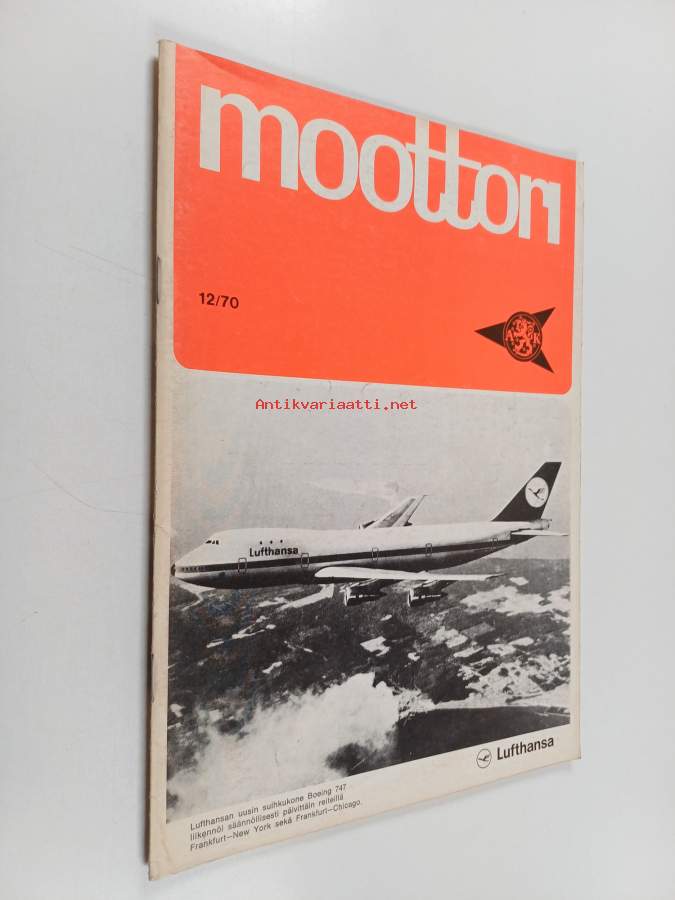 moottori
12/70
A K
Antikvariaatti.net
Lufthansa
Lufthansa
Lufthansan uusin suihkukone Boeing 747
liikennöi säännöllisesti päivittäin reiteillä
Frankfurt—New York sekä Fransfurt—Chicago.